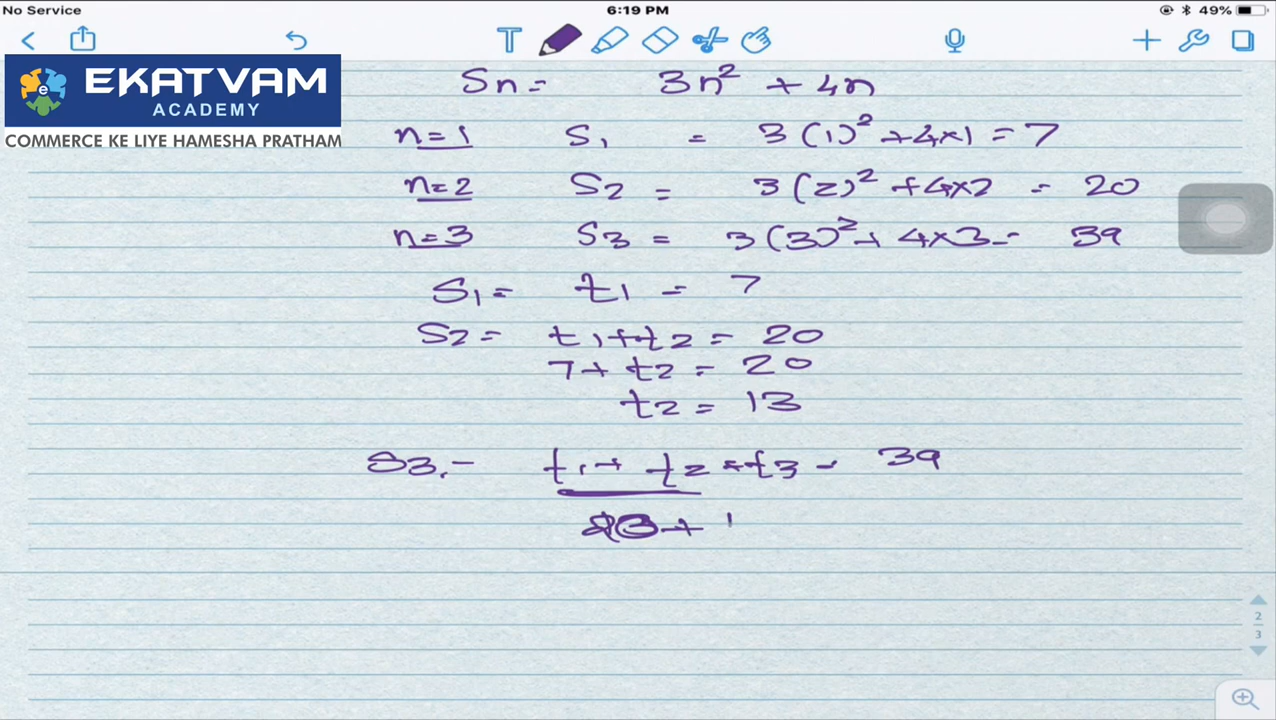 No Service 6:19 PM 49%
EKATVAM
ACADEMY
COMMERCE KE LIYE HAMESHA PRATHAM
Sn = 3n² + 4n
n=1 S1 = 3(1)² +4×1 = 7
n=2 S2 = 3(2)² +4×2 = 20
n=3 S3 = 3(3)² + 4×3 = 39
S1 = t1 = 7
S2 = t1+t2 = 20
7+ t2 = 20
t2 = 13
S3 = t1+ t2 +t3 = 39
+
2
3